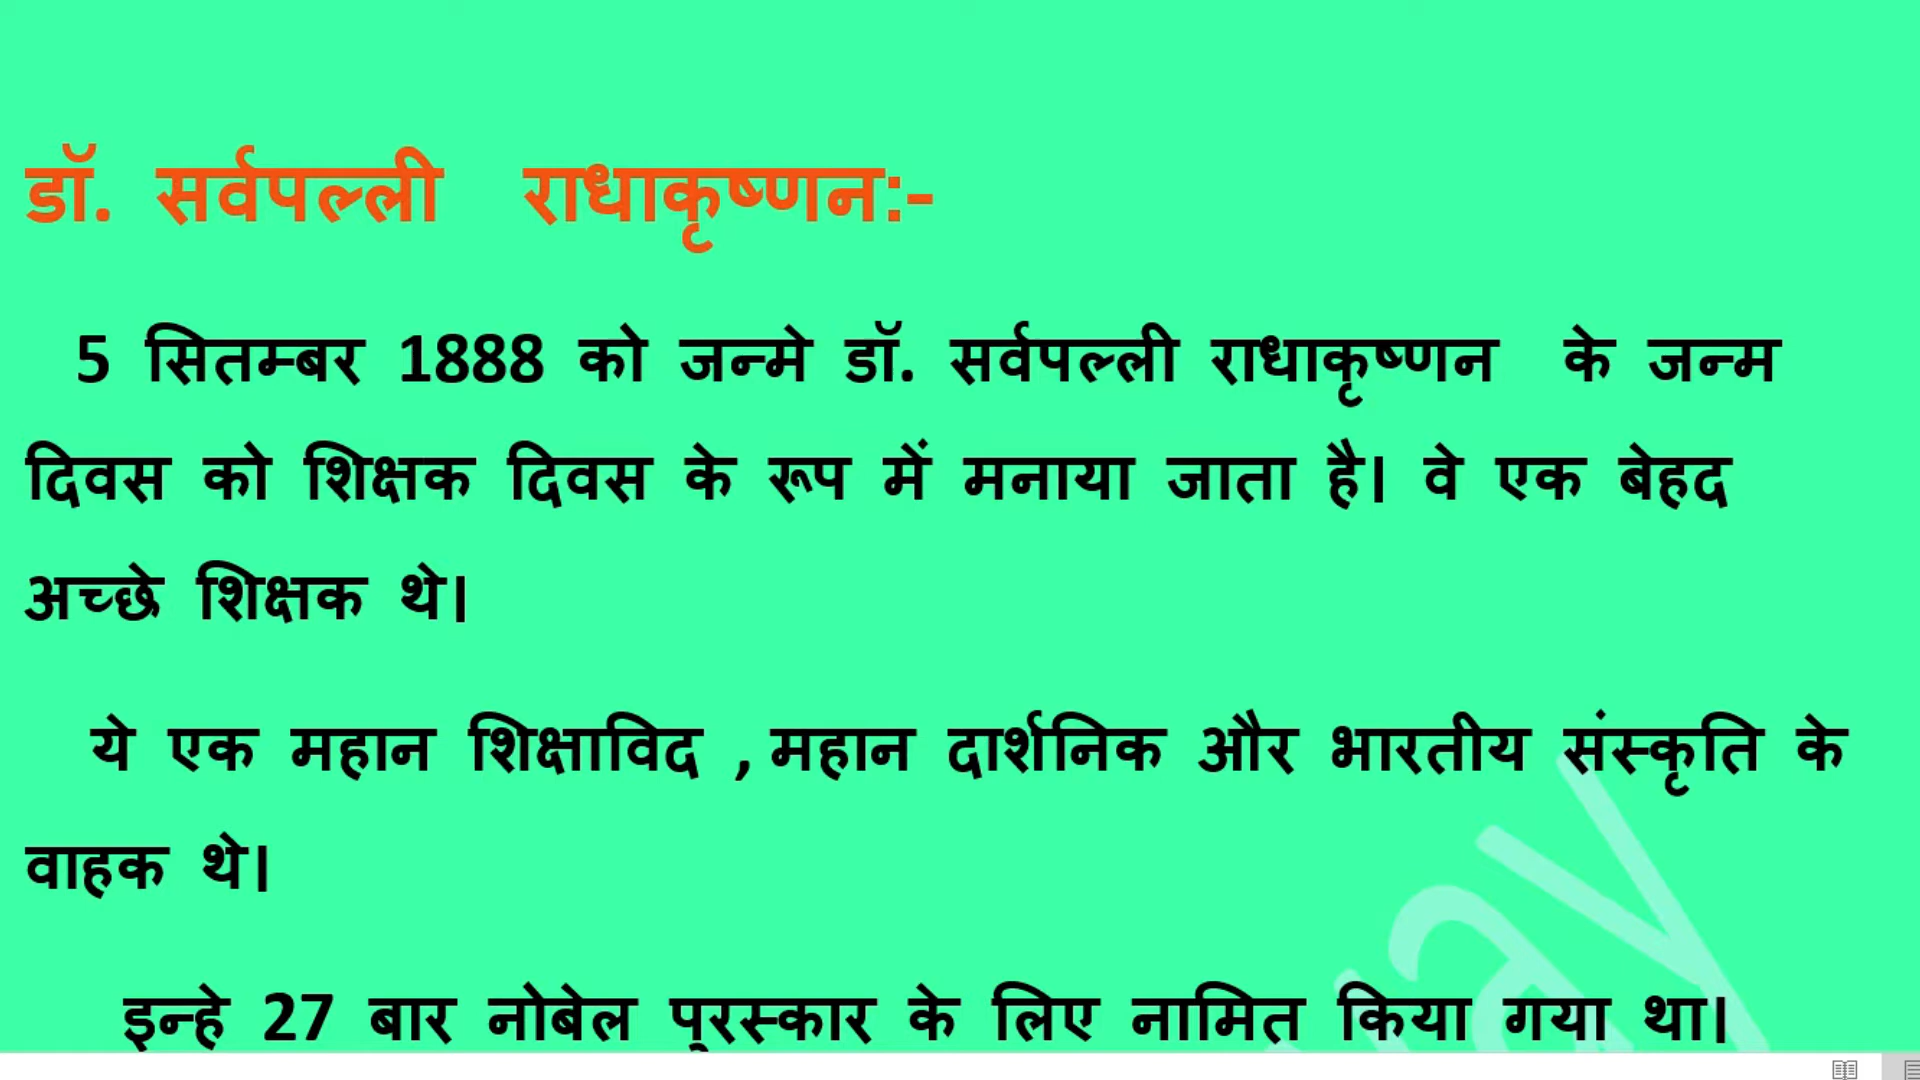 डॉ. सर्वपल्ली राधाकृष्णन:-
5 सितम्बर 1888 को जन्मे डॉ. सर्वपल्ली राधाकृष्णन के जन्म
दिवस को शिक्षक दिवस के रूप में मनाया जाता है। वे एक बेहद
अच्छे शिक्षक थे।
ये एक महान शिक्षाविद , महान दार्शनिक और भारतीय संस्कृति के
वाहक थे।
इन्हे 27 बार नोबेल पुरस्कार के लिए नामित किया गया था।